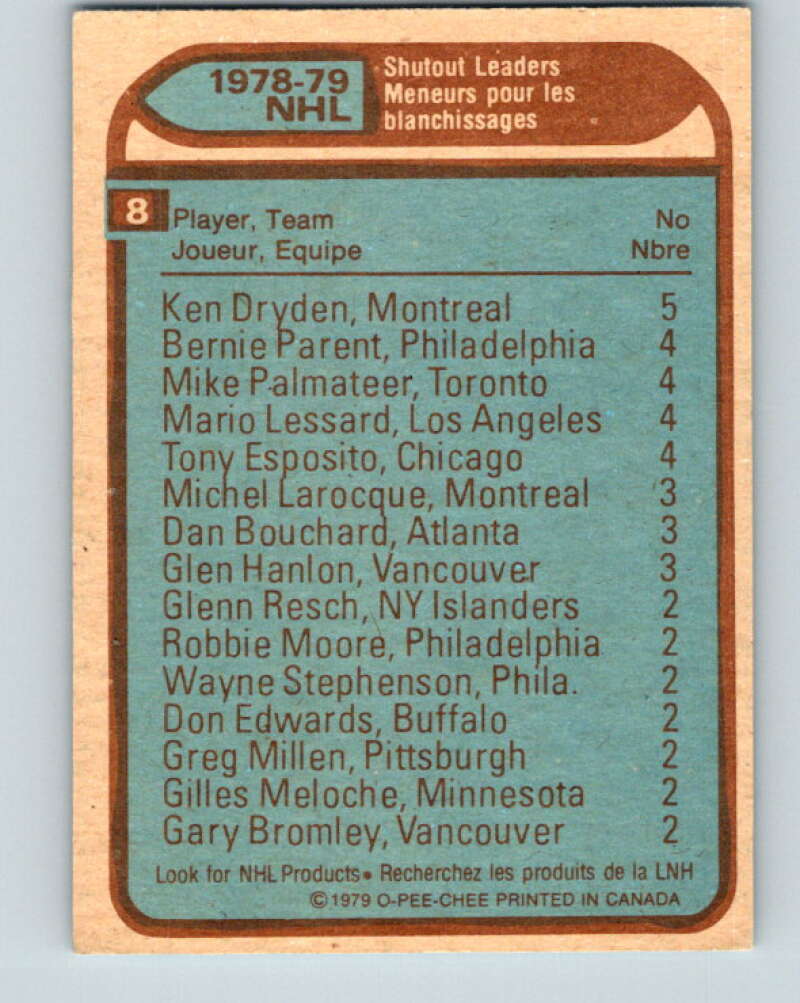 1978-79
NHL
Shutout Leaders
Meneurs pour les
blanchissages
8
Player, Team No
Joueur, Equipe Nbre
Ken Dryden, Montreal 5
Bernie Parent, Philadelphia 4
Mike Palmateer, Toronto 4
Mario Lessard, Los Angeles 4
Tony Esposito, Chicago 4
Michel Larocque, Montreal 3
Dan Bouchard, Atlanta 3
Glen Hanlon, Vancouver 3
Glenn Resch, NY Islanders 2
Robbie Moore, Philadelphia 2
Wayne Stephenson, Phila. 2
Don Edwards, Buffalo 2
Greg Millen, Pittsburgh 2
Gilles Meloche, Minnesota 2
Gary Bromley, Vancouver 2
Look for NHL Products • Recherchez les produits de la LNH
© 1979 O-PEE-CHEE PRINTED IN CANADA